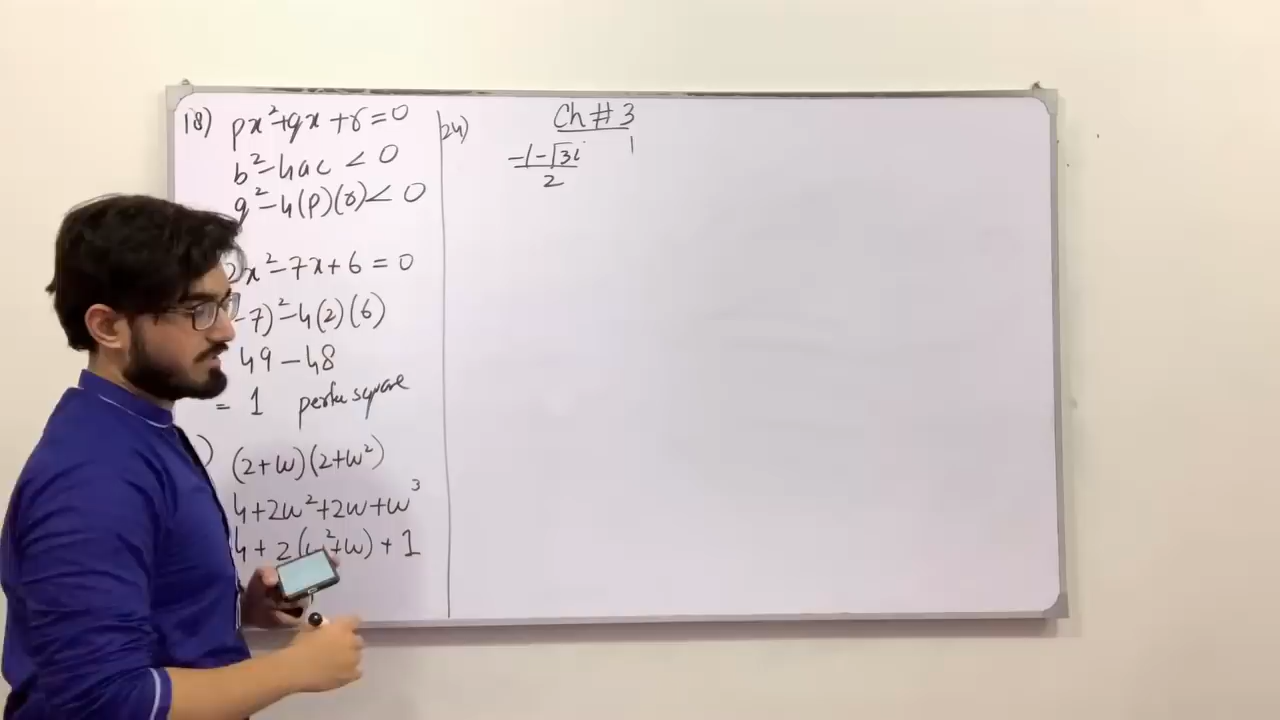 18) px²+qx+r=0
b²-4ac < 0
q²-4(p)(r)< 0
2x²-7x+6=0
-7)²-4(2)(6)
49-48
= 1 square
) (2+w)(2+w²)
4+2w²+2w+w³
4+2(w²+w)+1
24) Ch # 3
-1-√3i
2